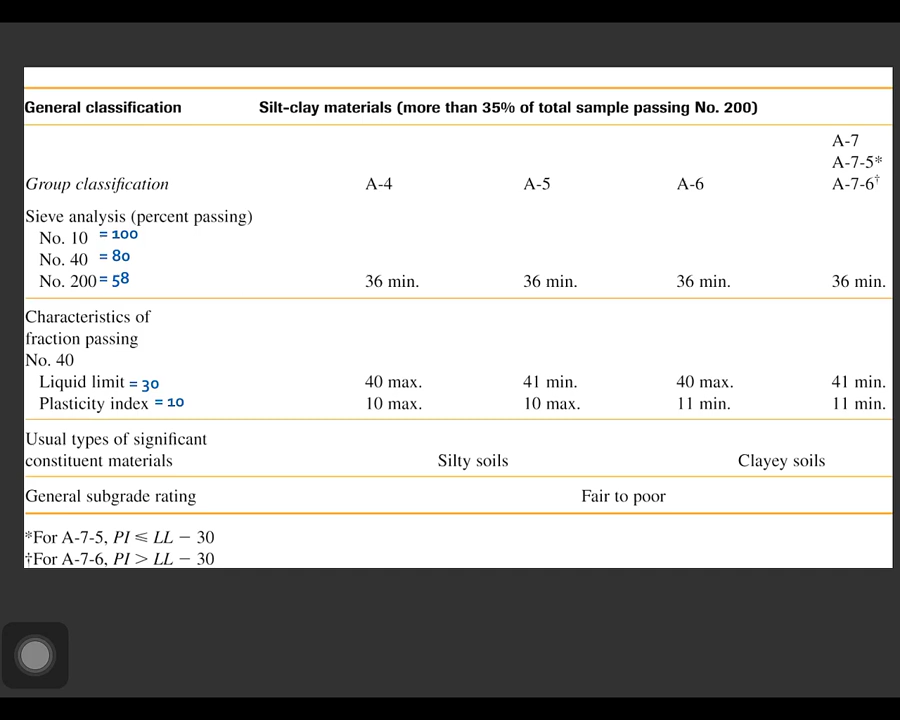 General classification Silt-clay materials (more than 35% of total sample passing No. 200)
A-7
A-7-5*
Group classification A-4 A-5 A-6 A-7-6†
Sieve analysis (percent passing)
No. 10 = 100
No. 40 = 80
No. 200 = 58 36 min. 36 min. 36 min. 36 min.
Characteristics of
fraction passing
No. 40
Liquid limit = 30 40 max. 41 min. 40 max. 41 min.
Plasticity index = 10 10 max. 10 max. 11 min. 11 min.
Usual types of significant
constituent materials Silty soils Clayey soils
General subgrade rating Fair to poor
*For A-7-5, PI ≤ LL − 30
†For A-7-6, PI > LL − 30